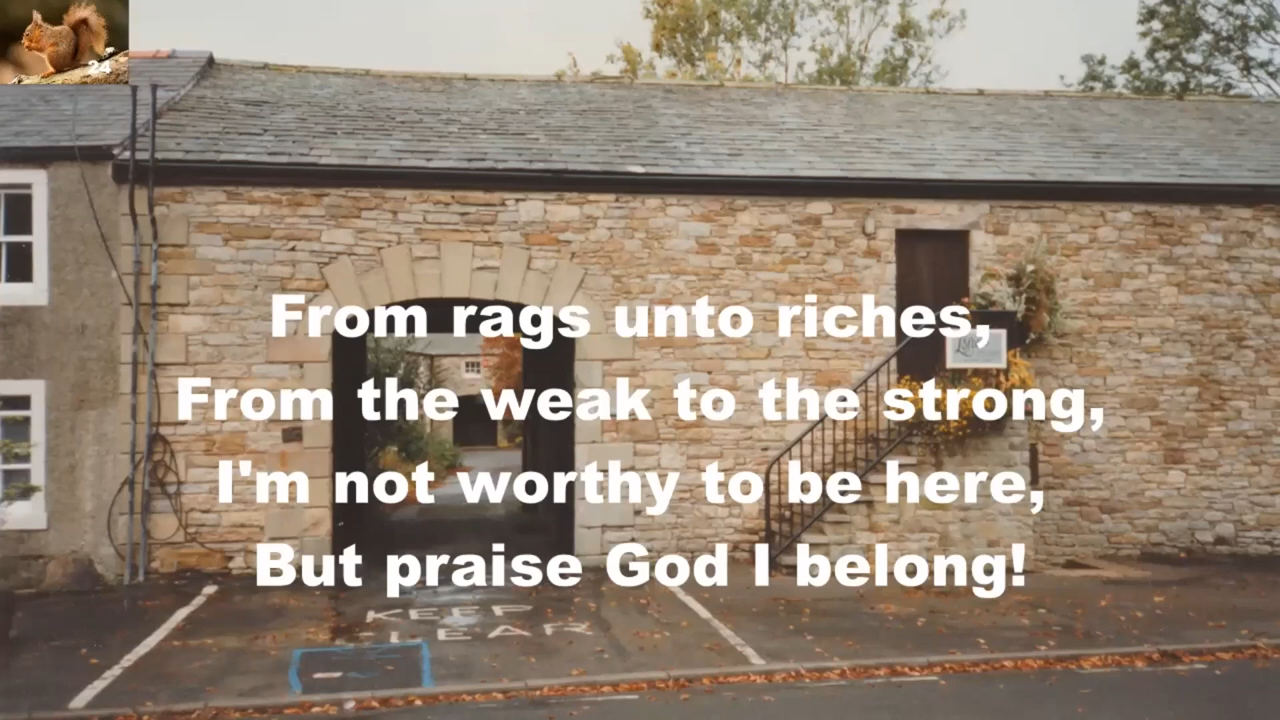 24
From rags unto riches,
From the weak to the strong,
I'm not worthy to be here,
But praise God I belong!
KEEP
LEAR